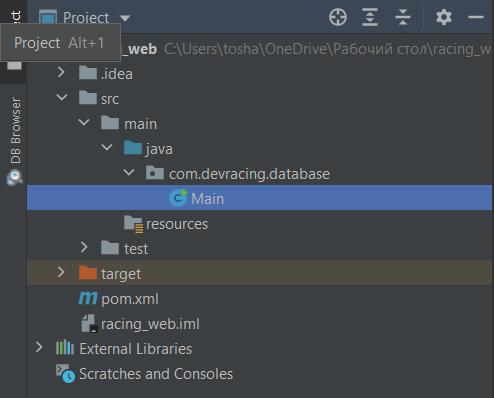 Project
Project Alt+1
_web C:\Users\tosha\OneDrive\Рабочий стол\racing_w
.idea
src
main
java
com.devracing.database
Main
resources
test
target
pom.xml
racing_web.iml
External Libraries
Scratches and Consoles
DB Browser